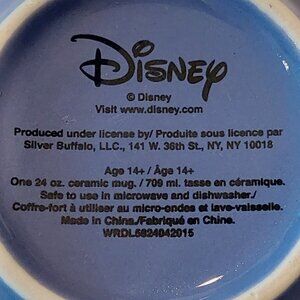 Disney
© Disney
Visit www.disney.com
Produced under license by/ Produite sous licence par
Silver Buffalo, LLC., 141 W. 36th St., NY, NY 10018
Age 14+ / Âge 14+
One 24 oz. ceramic mug. / 709 ml. tasse en céramique.
Safe to use in microwave and dishwasher./
Coffre-fort à utiliser au micro-ondes et lave-vaisselle.
Made in China./Fabriqué en Chine.
WRDL6824042015